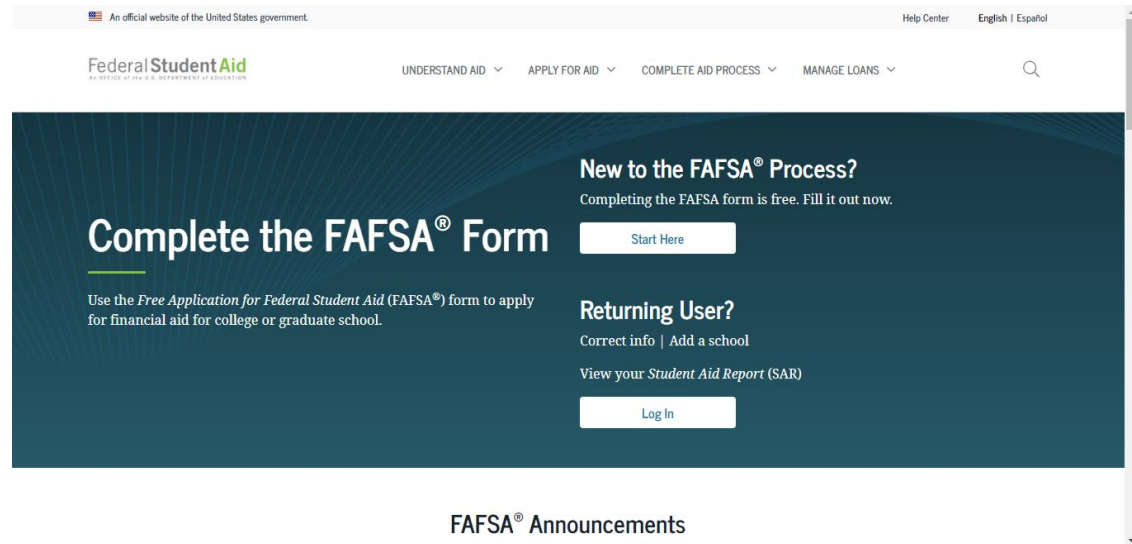 An official website of the United States government.
Help Center
English | Español
Federal Student Aid
An OFFICE of the U.S. DEPARTMENT of EDUCATION
UNDERSTAND AID
APPLY FOR AID
COMPLETE AID PROCESS
MANAGE LOANS
Complete the FAFSA® Form
Use the Free Application for Federal Student Aid (FAFSA®) form to apply
for financial aid for college or graduate school.
New to the FAFSA® Process?
Completing the FAFSA form is free. Fill it out now.
Start Here
Returning User?
Correct info | Add a school
View your Student Aid Report (SAR)
Log In
FAFSA® Announcements